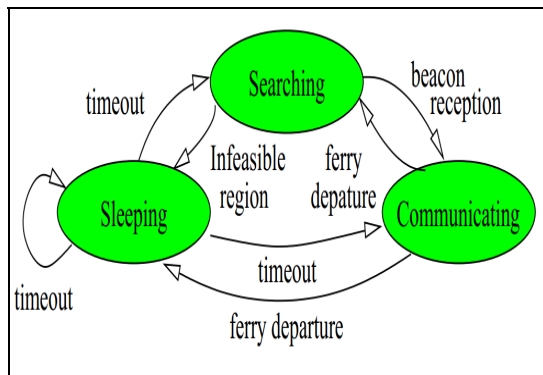 Searching
timeout
beacon
reception
Infeasible
region
ferry
depature
Sleeping
Communicating
timeout
timeout
ferry departure